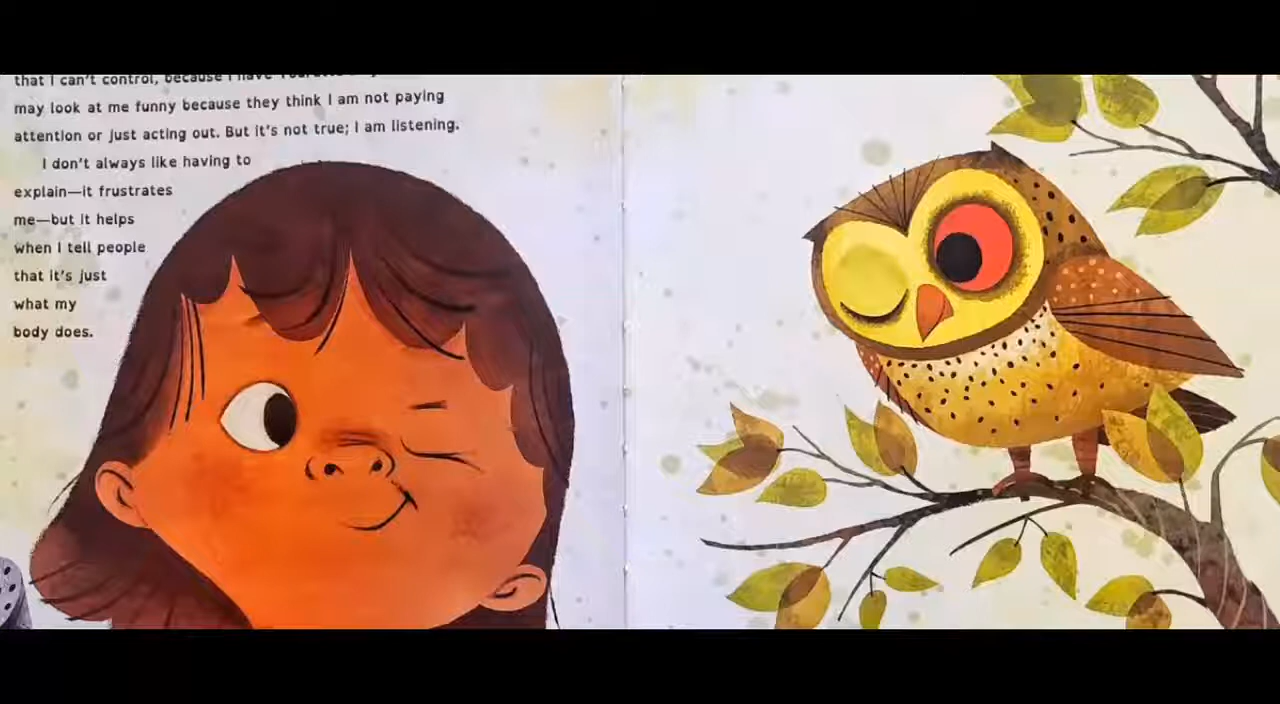 that I can't control, because I have
may look at me funny because they think I am not paying
attention or just acting out. But it's not true; I am listening.
I don't always like having to
explain—it frustrates
me—but it helps
when I tell people
that it's just
what my
body does.